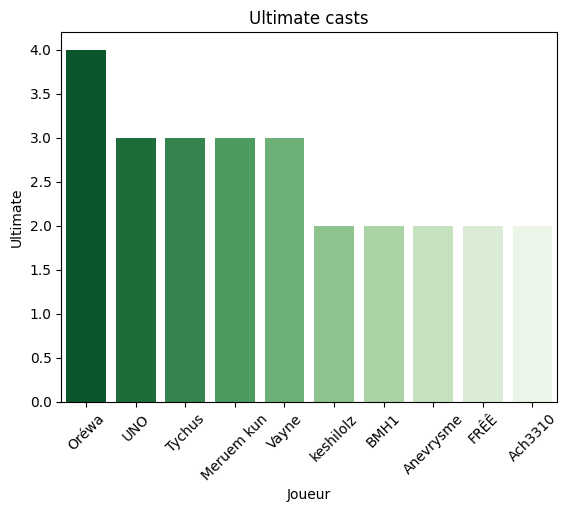 Ultimate casts
4.0
3.5
3.0
2.5
2.0
1.5
1.0
0.5
0.0
Ultimate
Oréwa
UNO
Tychus
Meruem kun
Vayne
keshilolz
BMH1
Anevrysme
FRËÊ
Ach3310
Joueur